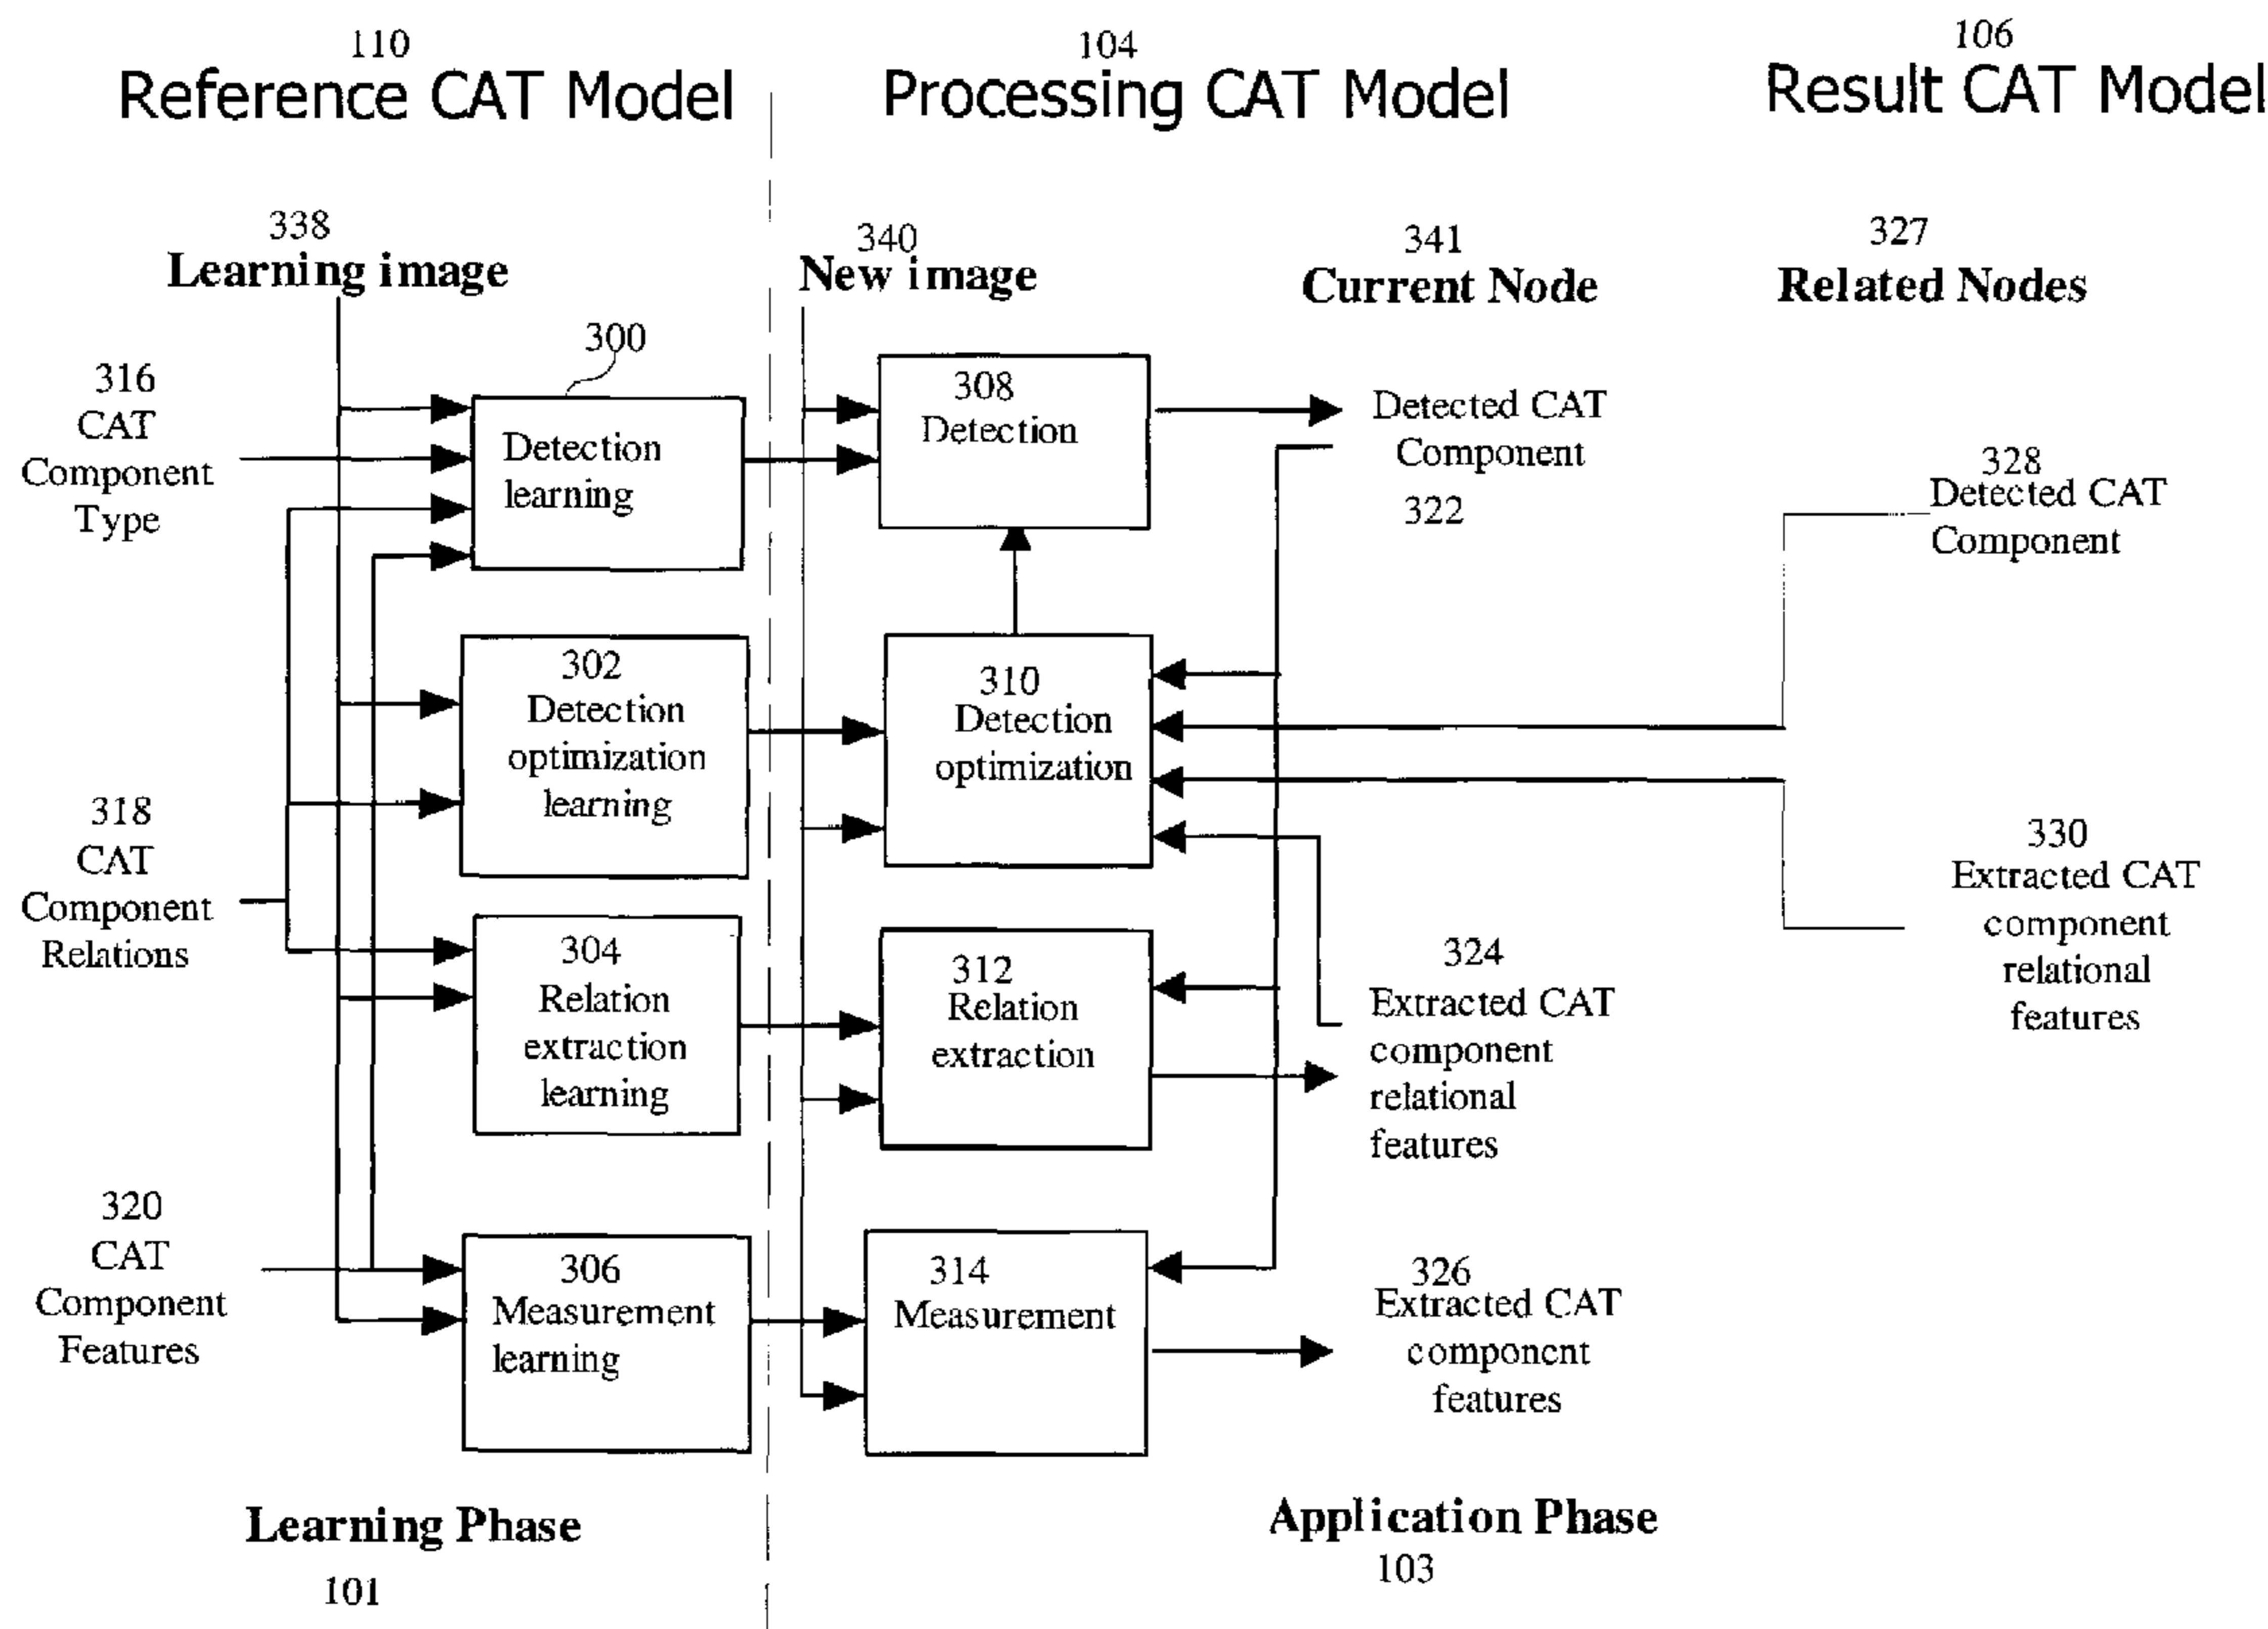 110
Reference CAT Model
104
Processing CAT Model
106
Result CAT Model
338
Learning image
340
New image
341
Current Node
327
Related Nodes
316
CAT
Component
Type
300
Detection
learning
308
Detection
Detected CAT
Component
322
328
Detected CAT
Component
302
Detection
optimization
learning
310
Detection
optimization
318
CAT
Component
Relations
330
Extracted CAT
component
relational
features
304
Relation
extraction
learning
312
Relation
extraction
324
Extracted CAT
component
relational
features
320
CAT
Component
Features
306
Measurement
learning
314
Measurement
326
Extracted CAT
component
features
Learning Phase
101
Application Phase
103